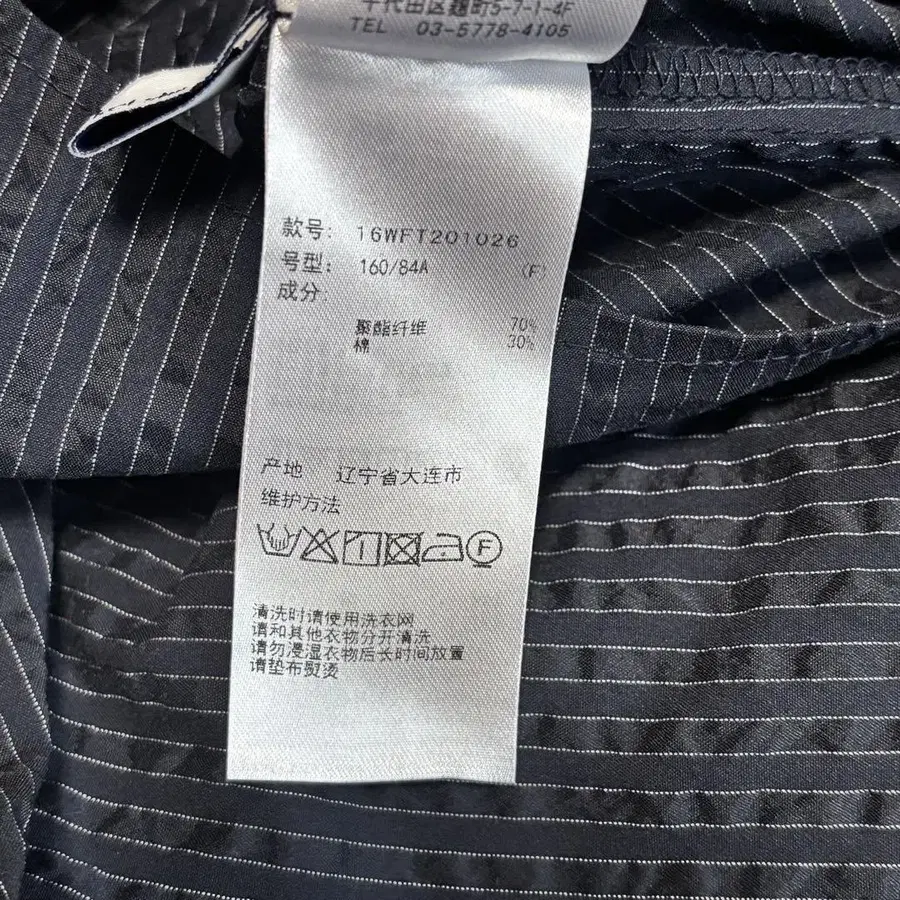 千代田区麹町5-7-1-4F
TEL 03-5778-4105
款号: 16WFT201026
号型: 160/84A (F)
成分:
聚酯纤维 70%
棉 30%
产地 辽宁省大连市
维护方法
F
清洗时请使用洗衣网
请和其他衣物分开清洗
请勿浸湿衣物后长时间放置
请垫布熨烫